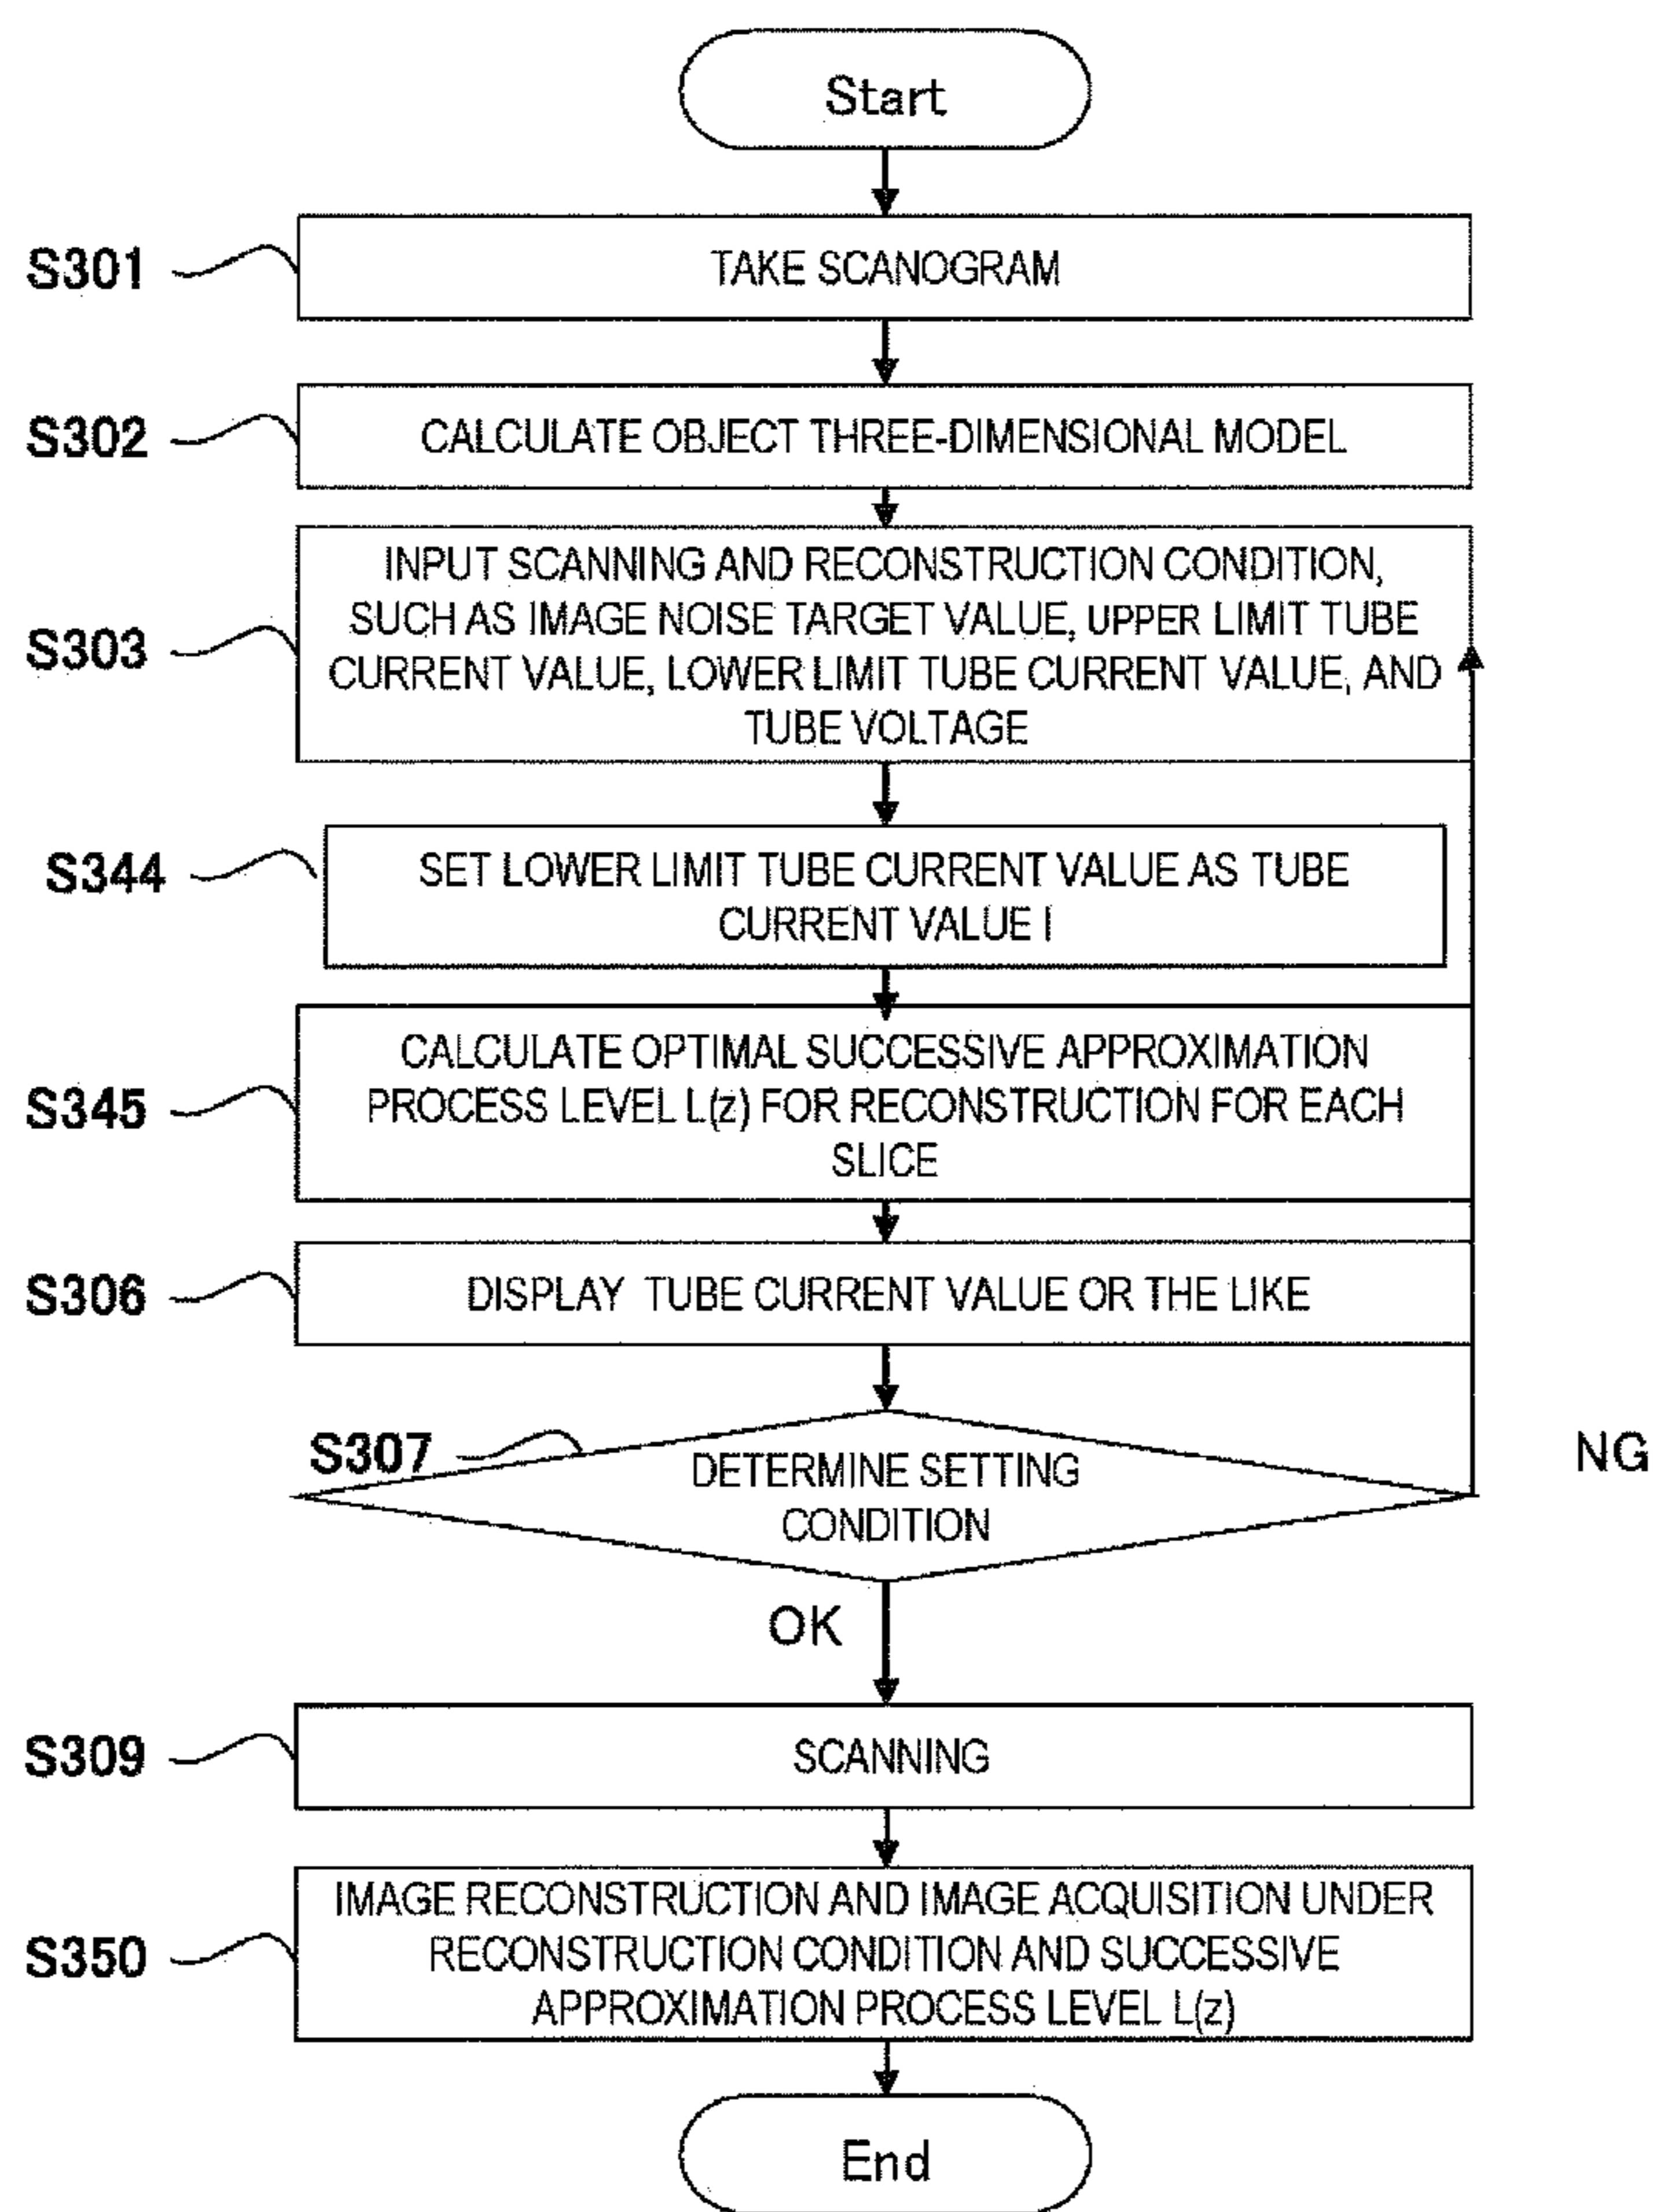 Start
S301
TAKE SCANOGRAM
S302
CALCULATE OBJECT THREE-DIMENSIONAL MODEL
S303
INPUT SCANNING AND RECONSTRUCTION CONDITION,
SUCH AS IMAGE NOISE TARGET VALUE, UPPER LIMIT TUBE
CURRENT VALUE, LOWER LIMIT TUBE CURRENT VALUE, AND
TUBE VOLTAGE
S344
SET LOWER LIMIT TUBE CURRENT VALUE AS TUBE
CURRENT VALUE I
S345
CALCULATE OPTIMAL SUCCESSIVE APPROXIMATION
PROCESS LEVEL L(z) FOR RECONSTRUCTION FOR EACH
SLICE
S306
DISPLAY TUBE CURRENT VALUE OR THE LIKE
S307
DETERMINE SETTING
CONDITION
NG
OK
S309
SCANNING
S350
IMAGE RECONSTRUCTION AND IMAGE ACQUISITION UNDER
RECONSTRUCTION CONDITION AND SUCCESSIVE
APPROXIMATION PROCESS LEVEL L(z)
End